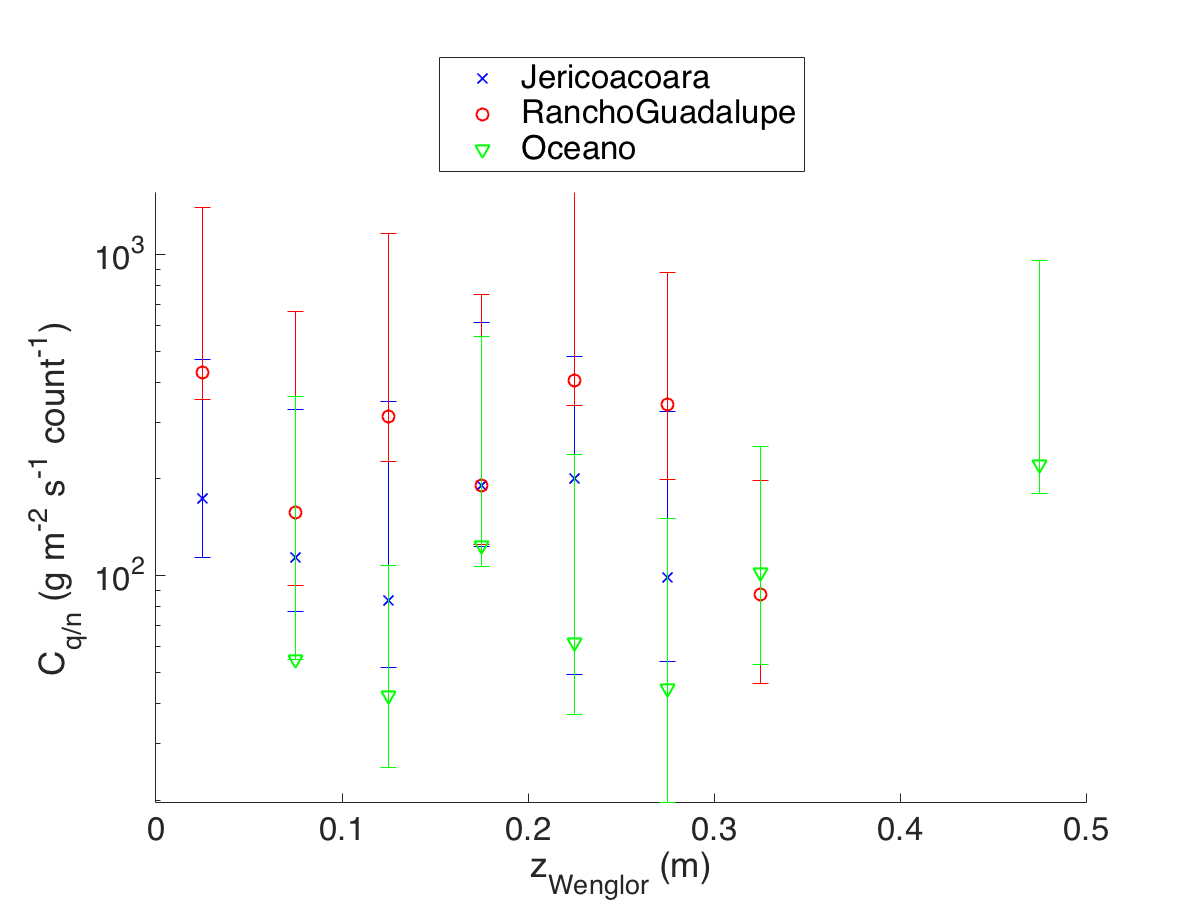 Jericoacoara
RanchoGuadalupe
Oceano
10^3
10^2
C_q/n (g m^-2 s^-1 count^-1)
0 0.1 0.2 0.3 0.4 0.5
z_Wenglor (m)